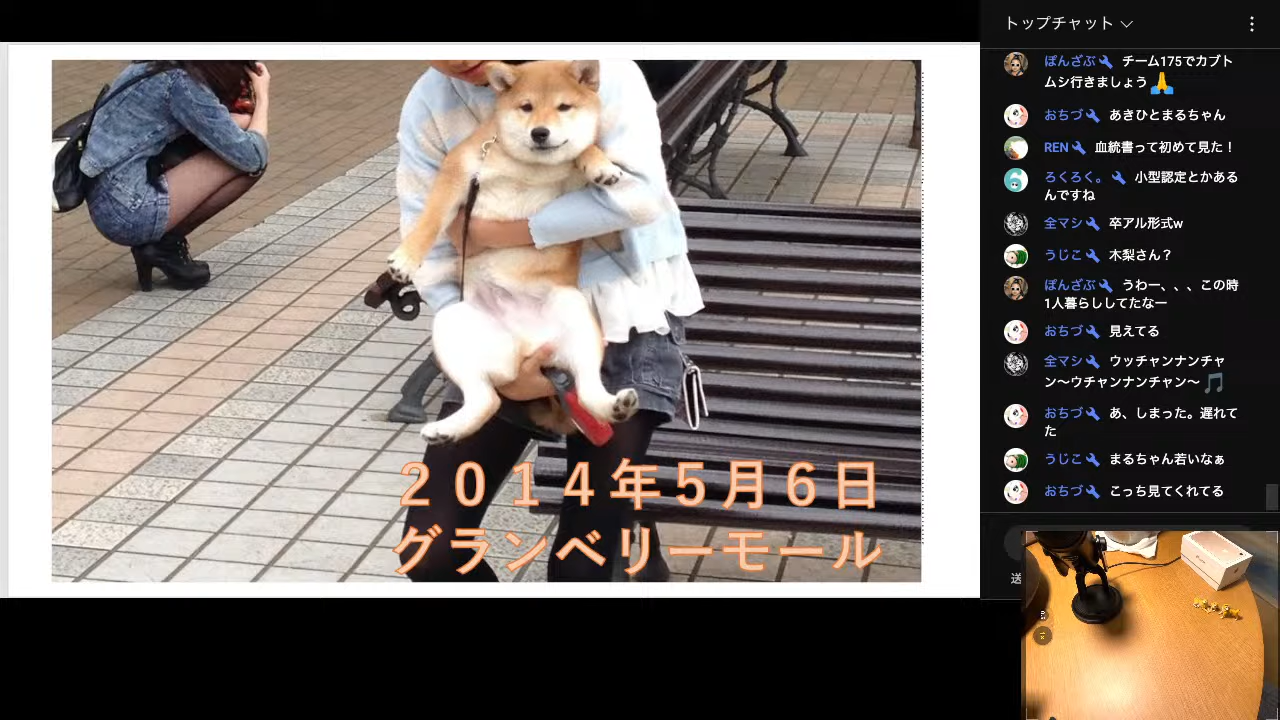 ２０１４年５月６日
グランベリーモール
トップチャット
ぽんざぶ チーム175でカブト
ムシ行きましょう🙏
おちづ あきひとまるちゃん
REN 血統書って初めて見た！
ろくろく。 小型認定とかある
んですね
全マシ 卒アル形式w
うじこ 木梨さん？
ぽんざぶ うわー、、、この時
1人暮らししてたなー
おちづ 見えてる
全マシ ウッチャンナンチャ
ン〜ウチャンナンチャン〜🎵
おちづ あ、しまった。遅れて
た
うじこ まるちゃん若いなぁ
おちづ こっち見てくれてる
送